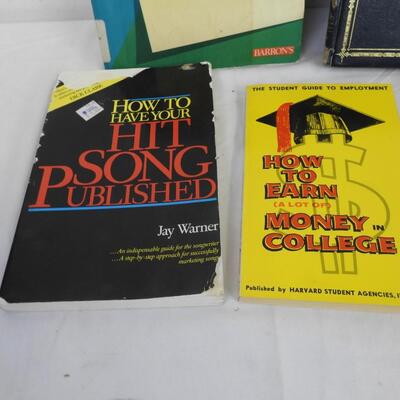 BARRON'S
DICK CLARK
HOW TO
HAVE YOUR
HIT
SONG
PUBLISHED
Jay Warner
...An indispensable guide for the songwriter
...A step-by-step approach for successfully
marketing songs
THE STUDENT GUIDE TO EMPLOYMENT
HOW
TO
EARN
(A LOT OF)
MONEY IN
COLLEGE
Published by HARVARD STUDENT AGENCIES, I